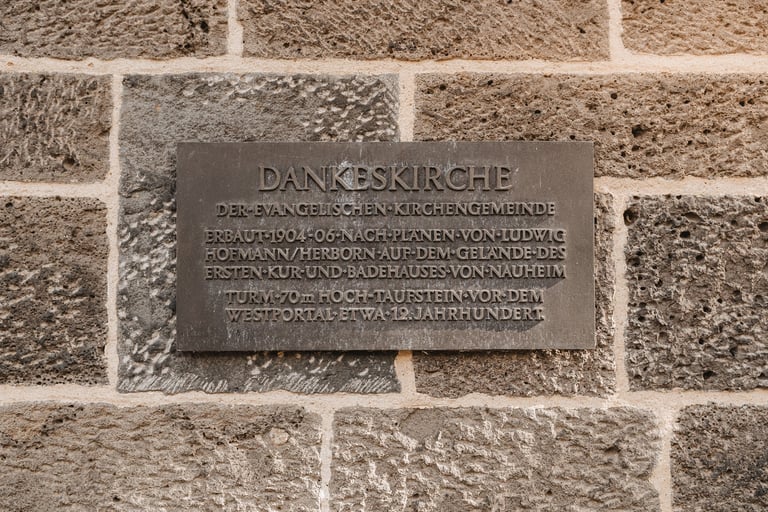 DANKESKIRCHE
DER·EVANGELISCHEN·KIRCHENGEMEINDE
ERBAUT·1904-06·NACH·PLÄNEN·VON·LUDWIG
HOFMANN/HERBORN·AUF·DEM·GELÄNDE·DES
ERSTEN·KUR·UND·BADEHAUSES·VON·NAUHEIM
TURM·70m HOCH·TAUFSTEIN·VOR·DEM
WESTPORTAL·ETWA·12.JAHRHUNDERT.